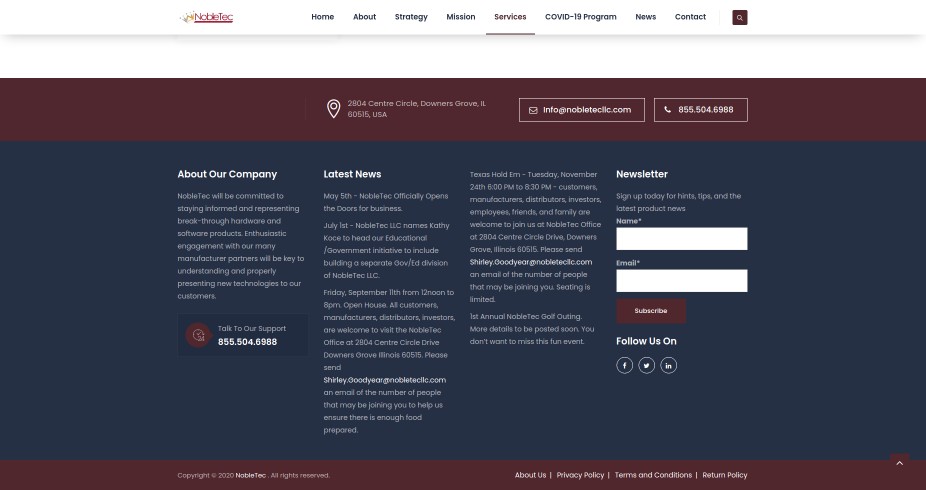 NobleTec
Home About Strategy Mission Services COVID-19 Program News Contact
2804 Centre Circle, Downers Grove, IL
60515, USA
Info@nobletecllc.com
855.504.6988
About Our Company
NobleTec will be committed to
staying informed and representing
break-through hardware and
software products. Enthusiastic
engagement with our many
manufacturer partners will be key to
understanding and properly
presenting new technologies to our
customers.
Talk To Our Support
855.504.6988
Latest News
May 5th - NobleTec Officially Opens
the Doors for business.
July 1st - NobleTec LLC names Kathy
Koce to head our Educational
/Government initiative to include
building a separate Gov/Ed division
of NobleTec LLC.
Friday, September 11th from 12noon to
8pm. Open House. All customers,
manufacturers, distributors, investors,
are welcome to visit the NobleTec
Office at 2804 Centre Circle Drive
Downers Grove Illinois 60515. Please
send
Shirley.Goodyear@nobletecllc.com
an email of the number of people
that may be joining you to help us
ensure there is enough food
prepared.
Texas Hold Em - Tuesday, November
24th 6:00 PM to 8:30 PM - customers,
manufacturers, distributors, investors,
employees, friends, and family are
welcome to join us at NobleTec Office
at 2804 Centre Circle Drive, Downers
Grove, Illinois 60515. Please send
Shirley.Goodyear@nobletecllc.com
an email of the number of people
that may be joining you. Seating is
limited.
1st Annual NobleTec Golf Outing.
More details to be posted soon. You
don't want to miss this fun event.
Newsletter
Sign up today for hints, tips, and the
latest product news
Name*
Email*
Subscribe
Follow Us On
Copyright © 2020 NobleTec . All rights reserved.
About Us | Privacy Policy | Terms and Conditions | Return Policy